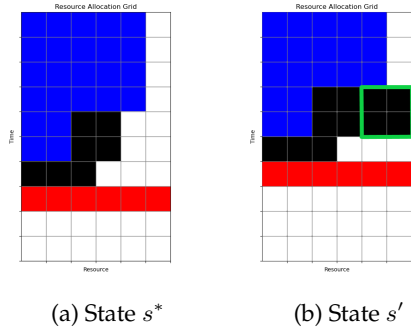 Resource Allocation Grid
Time
Resource
(a) State s*
Resource Allocation Grid
Time
Resource
(b) State s′